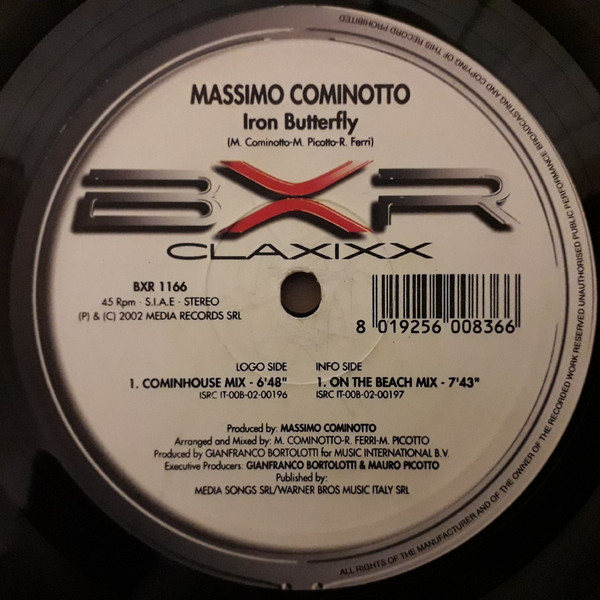 MASSIMO COMINOTTO
Iron Butterfly
(M. Cominotto-M. Picotto-R. Ferri)
BXR
CLAXIXX
BXR 1166
45 Rpm - S.I.A.E - STEREO
(P) & (C) 2002 MEDIA RECORDS SRL
8 019256 008366
LOGO SIDE
1. COMINHOUSE MIX - 6'48"
ISRC IT-00B-02-00196
INFO SIDE
1. ON THE BEACH MIX - 7'43"
ISRC IT-00B-02-00197
Produced by: MASSIMO COMINOTTO
Arranged and Mixed by: M. COMINOTTO-R. FERRI-M. PICOTTO
Produced by GIANFRANCO BORTOLOTTI for MUSIC INTERNATIONAL B.V.
Executive Producers: GIANFRANCO BORTOLOTTI & MAURO PICOTTO
Published by:
MEDIA SONGS SRL/WARNER BROS MUSIC ITALY SRL
ALL RIGHTS OF THE MANUFACTURER AND OF THE OWNER OF THE RECORDED WORK RESERVED UNAUTHORISED PUBLIC PERFORMANCE BROADCASTING AND COPYING OF THIS RECORD PROHIBITED